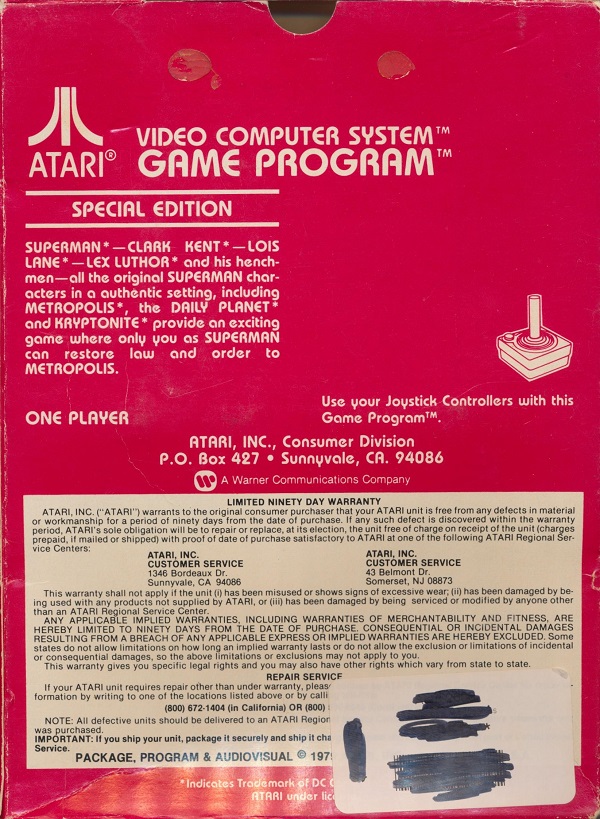 ATARI®
VIDEO COMPUTER SYSTEM™
GAME PROGRAM™
SPECIAL EDITION
SUPERMAN*—CLARK KENT*—LOIS
LANE*—LEX LUTHOR* and his hench-
men—all the original SUPERMAN char-
acters in a authentic setting, including
METROPOLIS*, the DAILY PLANET*
and KRYPTONITE* provide an exciting
game where only you as SUPERMAN
can restore law and order to
METROPOLIS.
ONE PLAYER
Use your Joystick Controllers with this
Game Program™.
ATARI, INC., Consumer Division
P.O. Box 427 • Sunnyvale, CA. 94086
A Warner Communications Company
LIMITED NINETY DAY WARRANTY
ATARI, INC. ("ATARI") warrants to the original consumer purchaser that your ATARI unit is free from any defects in material
or workmanship for a period of ninety days from the date of purchase. If any such defect is discovered within the warranty
period, ATARI's sole obligation will be to repair or replace, at its election, the unit free of charge on receipt of the unit (charges
prepaid, if mailed or shipped) with proof of date of purchase satisfactory to ATARI at one of the following ATARI Regional Ser-
vice Centers:
ATARI, INC.
CUSTOMER SERVICE
1346 Bordeaux Dr.
Sunnyvale, CA 94086
ATARI, INC.
CUSTOMER SERVICE
43 Belmont Dr.
Somerset, NJ 08873
This warranty shall not apply if the unit (i) has been misused or shows signs of excessive wear; (ii) has been damaged by be-
ing used with any products not supplied by ATARI, or (iii) has been damaged by being serviced or modified by anyone other
than an ATARI Regional Service Center.
ANY APPLICABLE IMPLIED WARRANTIES, INCLUDING WARRANTIES OF MERCHANTABILITY AND FITNESS, ARE
HEREBY LIMITED TO NINETY DAYS FROM THE DATE OF PURCHASE. CONSEQUENTIAL OR INCIDENTAL DAMAGES
RESULTING FROM A BREACH OF ANY APPLICABLE EXPRESS OR IMPLIED WARRANTIES ARE HEREBY EXCLUDED. Some
states do not allow limitations on how long an implied warranty lasts or do not allow the exclusion or limitations of incidental
or consequential damages, so the above limitations or exclusions may not apply to you.
This warranty gives you specific legal rights and you may also have other rights which vary from state to state.
REPAIR SERVICE
If your ATARI unit requires repair other than under warranty, please
formation by writing to one of the locations listed above or by calli
(800) 672-1404 (in California) OR (800)
NOTE: All defective units should be delivered to an ATARI Region
was purchased.
IMPORTANT: If you ship your unit, package it securely and ship it cha
Service.
PACKAGE, PROGRAM & AUDIOVISUAL © 197
*Indicates Trademark of DC
ATARI under lic